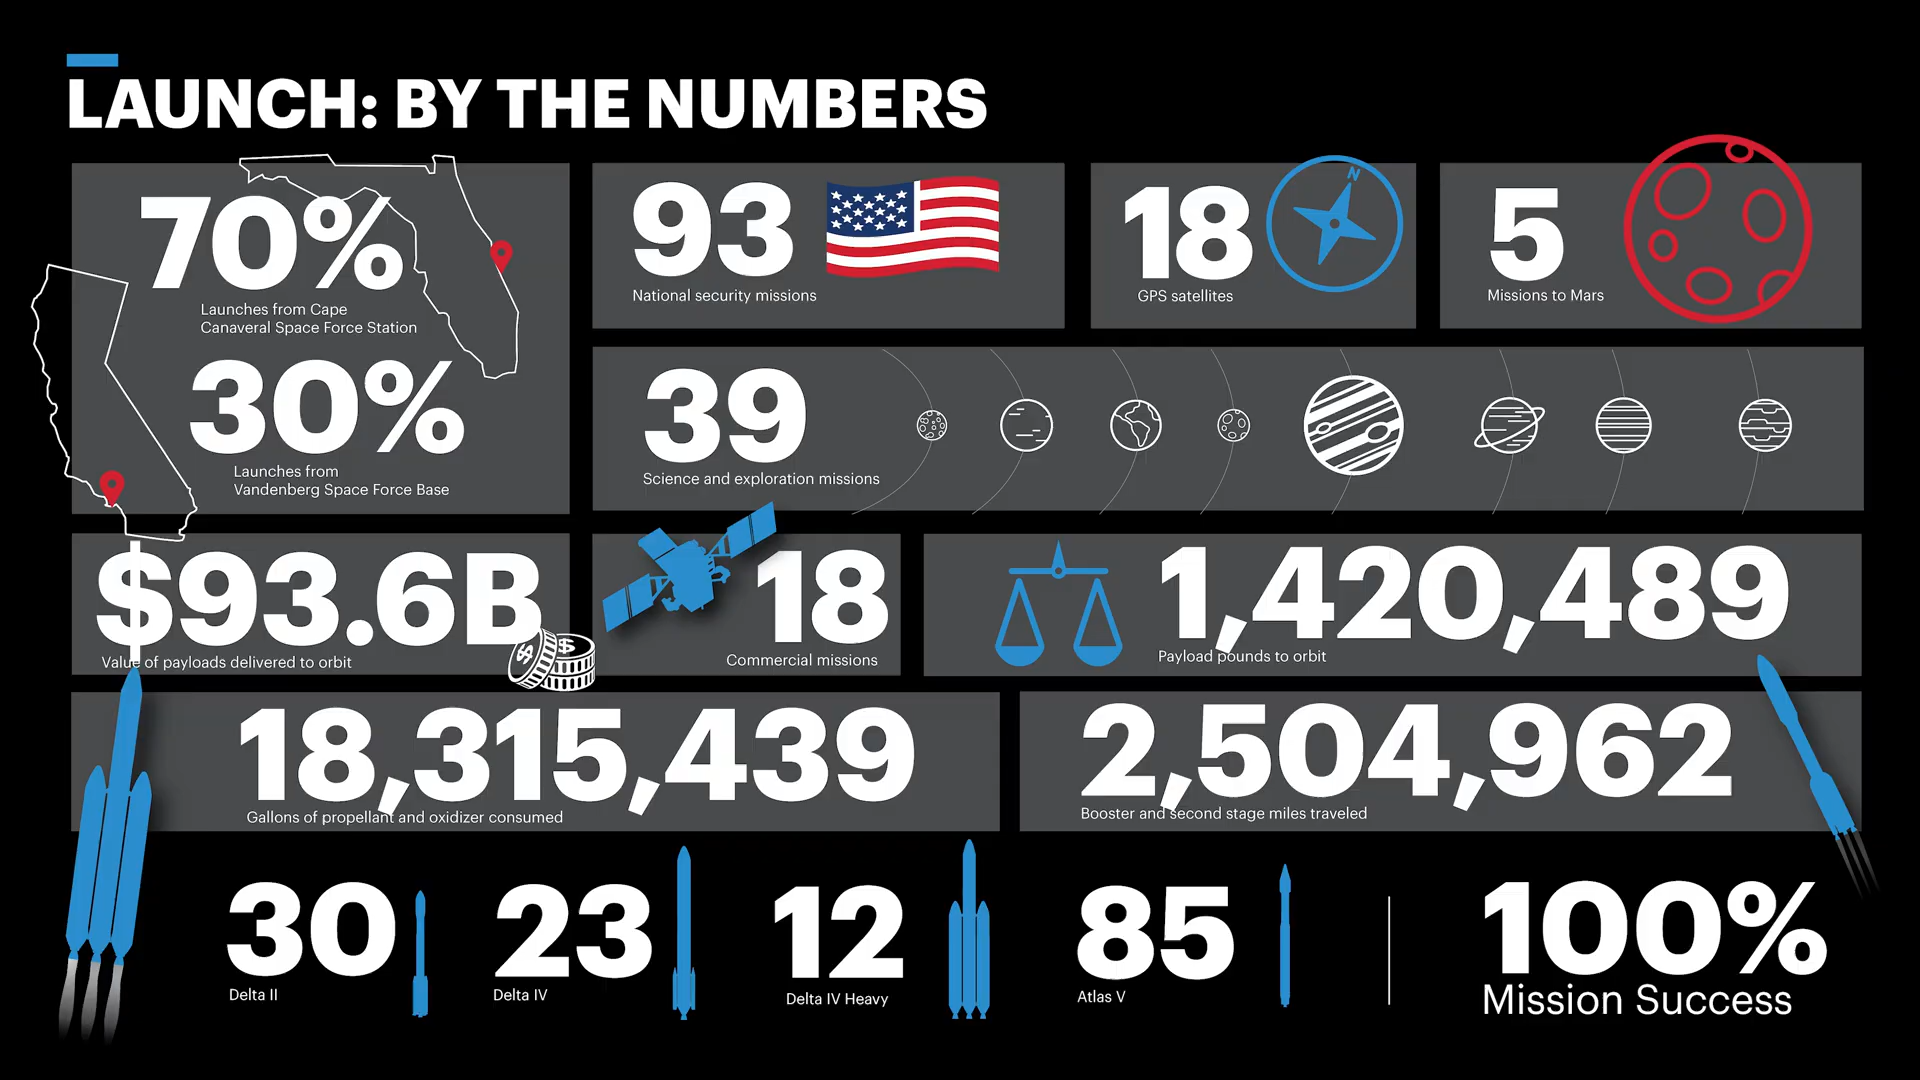 LAUNCH: BY THE NUMBERS
70%
Launches from Cape
Canaveral Space Force Station
30%
Launches from
Vandenberg Space Force Base
93
National security missions
18
GPS satellites
N
5
Missions to Mars
39
Science and exploration missions
$93.6B
Value of payloads delivered to orbit
$
$
18
Commercial missions
1,420,489
Payload pounds to orbit
18,315,439
Gallons of propellant and oxidizer consumed
2,504,962
Booster and second stage miles traveled
30
Delta II
23
Delta IV
12
Delta IV Heavy
85
Atlas V
100%
Mission Success